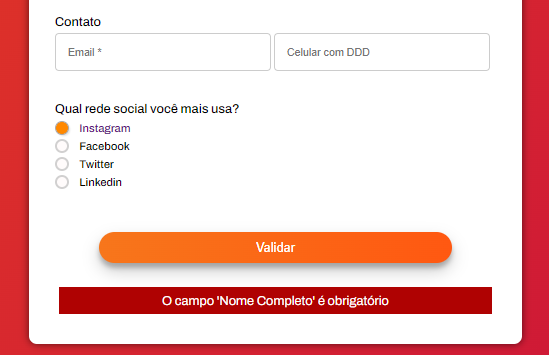 Contato
Email *
Celular com DDD
Qual rede social você mais usa?
Instagram
Facebook
Twitter
Linkedin
Validar
O campo 'Nome Completo' é obrigatório